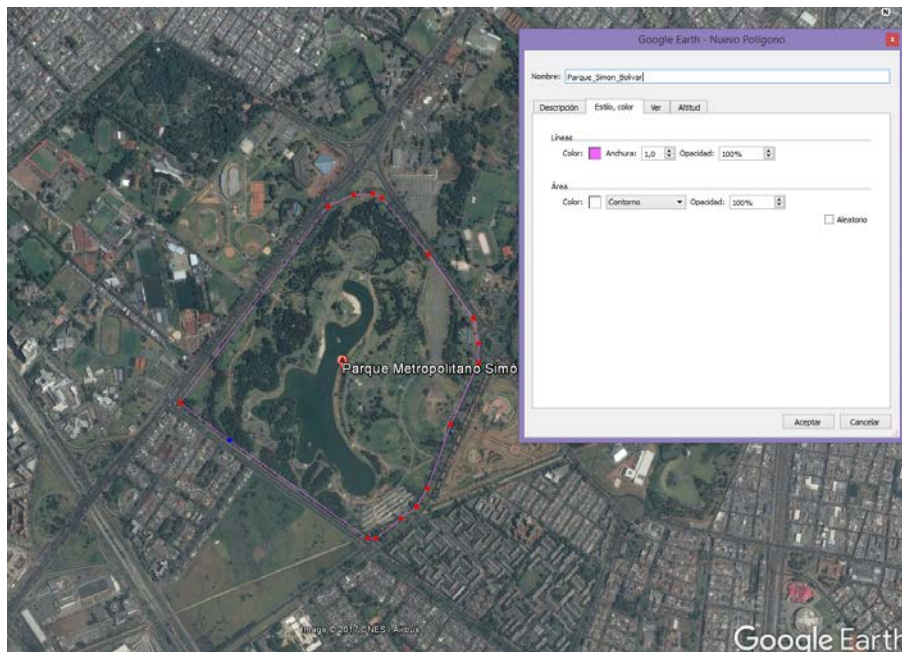 N
Google Earth - Nuevo Polígono
x
Nombre: Parque_Simon_Bolivar
Descripción Estilo, color Ver Altitud
Líneas
Color: Anchura: 1,0 Opacidad: 100%
Área
Color: Contorno Opacidad: 100%
Aleatorio
Parque Metropolitano Simó
Aceptar Cancelar
Image © 2017 CNES / Airbus
Google Earth